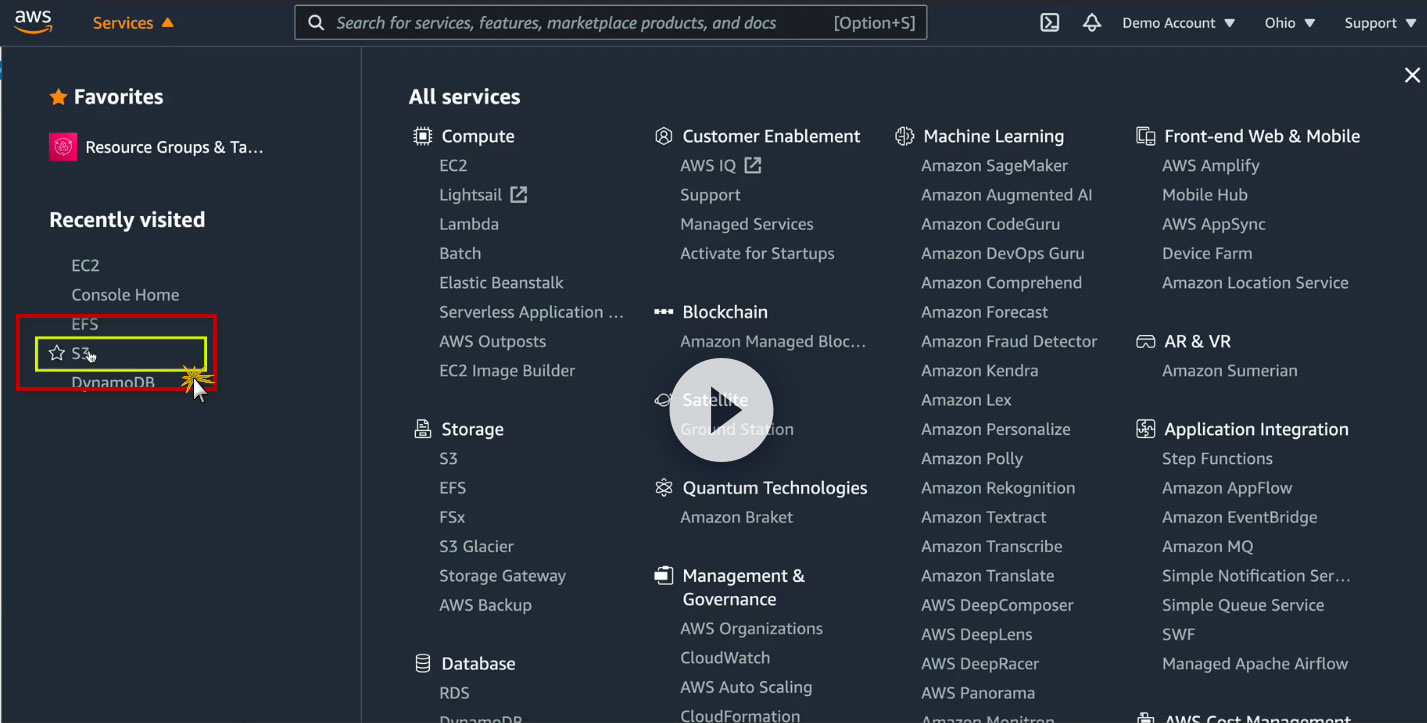 aws
Services
Search for services, features, marketplace products, and docs
[Option+S]
Demo Account
Ohio
Support
Favorites
Resource Groups & Ta...
Recently visited
EC2
Console Home
EFS
S3
DynamoDB
All services
Compute
EC2
Lightsail
Lambda
Batch
Elastic Beanstalk
Serverless Application ...
AWS Outposts
EC2 Image Builder
Storage
S3
EFS
FSx
S3 Glacier
Storage Gateway
AWS Backup
Database
RDS
DynamoDB
Customer Enablement
AWS IQ
Support
Managed Services
Activate for Startups
Blockchain
Amazon Managed Bloc...
Satellite
Ground Station
Quantum Technologies
Amazon Braket
Management &
Governance
AWS Organizations
CloudWatch
AWS Auto Scaling
CloudFormation
Machine Learning
Amazon SageMaker
Amazon Augmented AI
Amazon CodeGuru
Amazon DevOps Guru
Amazon Comprehend
Amazon Forecast
Amazon Fraud Detector
Amazon Kendra
Amazon Lex
Amazon Personalize
Amazon Polly
Amazon Rekognition
Amazon Textract
Amazon Transcribe
Amazon Translate
AWS DeepComposer
AWS DeepLens
AWS DeepRacer
AWS Panorama
Amazon Monitron
Front-end Web & Mobile
AWS Amplify
Mobile Hub
AWS AppSync
Device Farm
Amazon Location Service
AR & VR
Amazon Sumerian
Application Integration
Step Functions
Amazon AppFlow
Amazon EventBridge
Amazon MQ
Simple Notification Ser...
Simple Queue Service
SWF
Managed Apache Airflow
AWS Cost Management